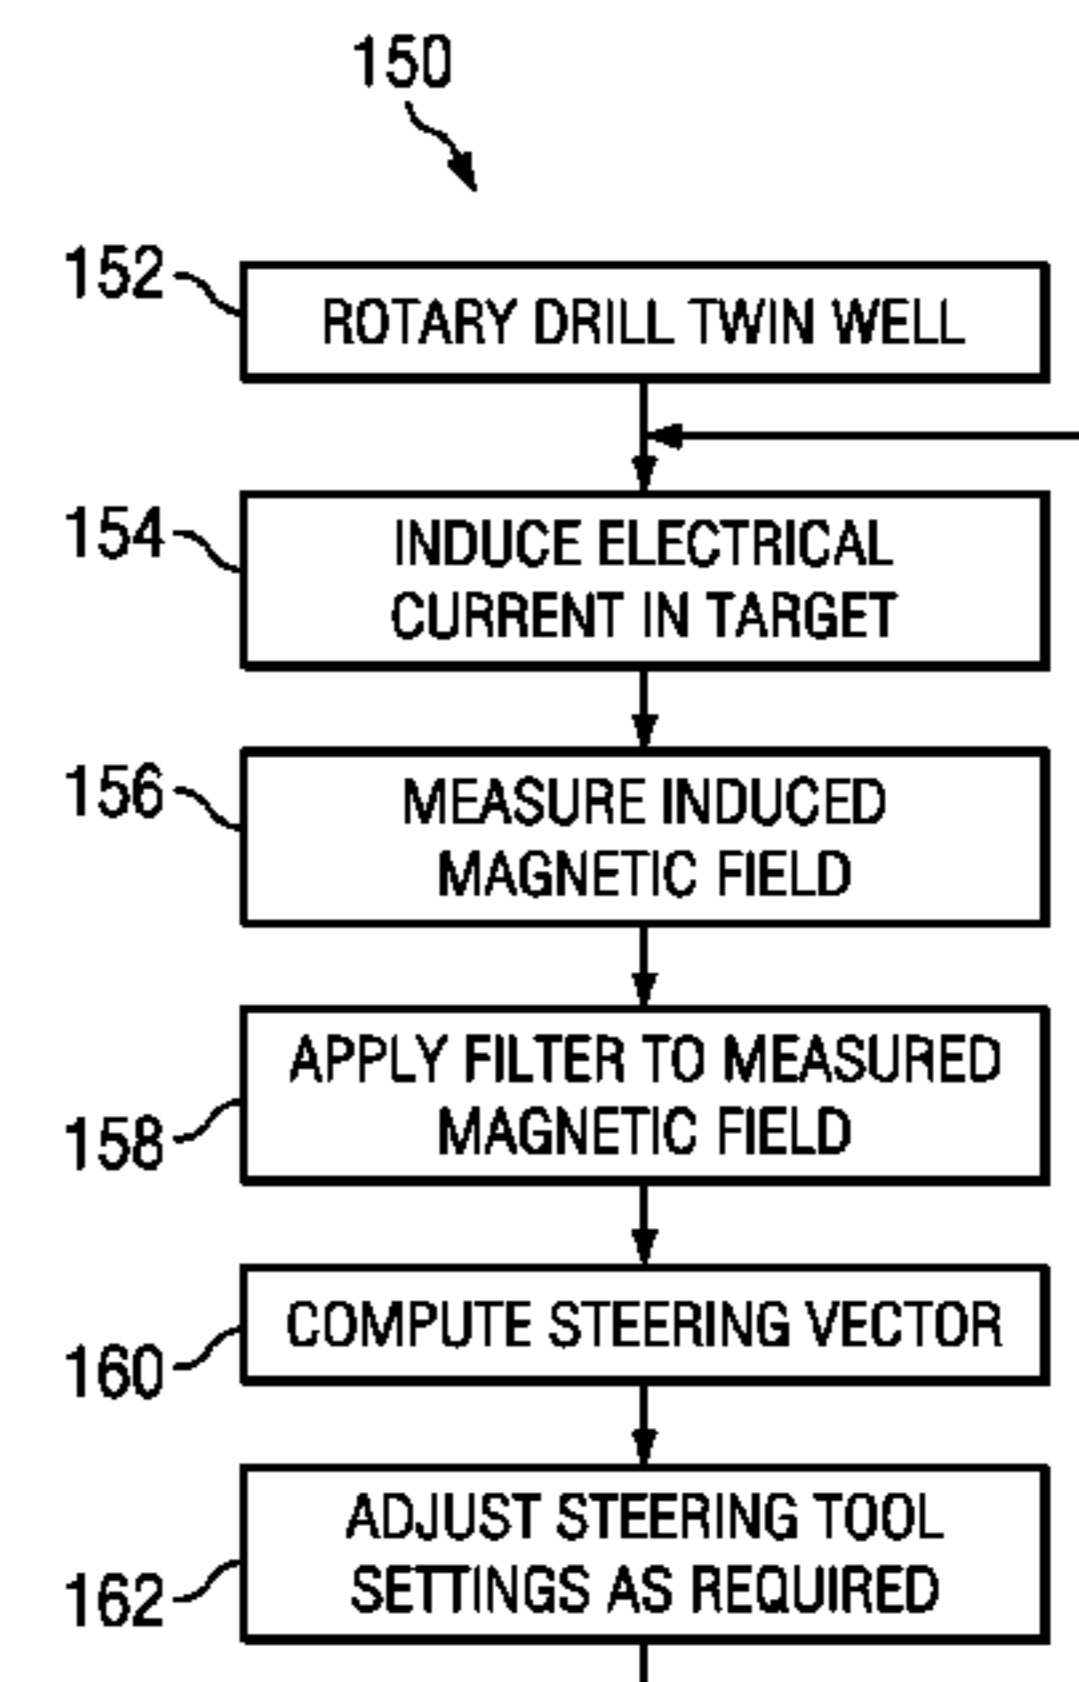 150
152
ROTARY DRILL TWIN WELL
154
INDUCE ELECTRICAL
CURRENT IN TARGET
156
MEASURE INDUCED
MAGNETIC FIELD
158
APPLY FILTER TO MEASURED
MAGNETIC FIELD
160
COMPUTE STEERING VECTOR
162
ADJUST STEERING TOOL
SETTINGS AS REQUIRED